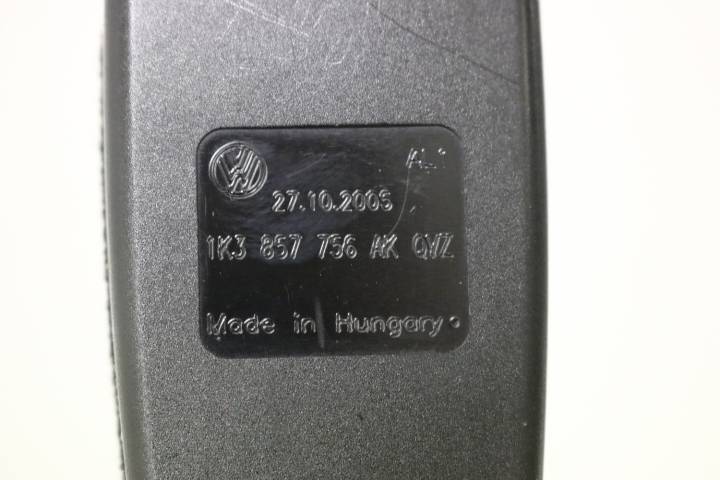 27.10.2005
1K3 857 756 AK QVZ
Made in Hungary